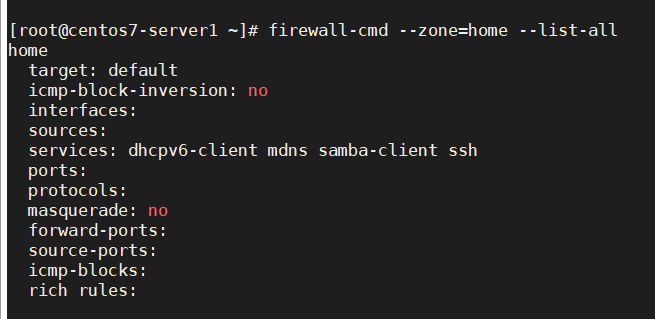 [root@centos7-server1 ~]# firewall-cmd --zone=home --list-all
home
  target: default
  icmp-block-inversion: no
  interfaces:
  sources:
  services: dhcpv6-client mdns samba-client ssh
  ports:
  protocols:
  masquerade: no
  forward-ports:
  source-ports:
  icmp-blocks:
  rich rules: